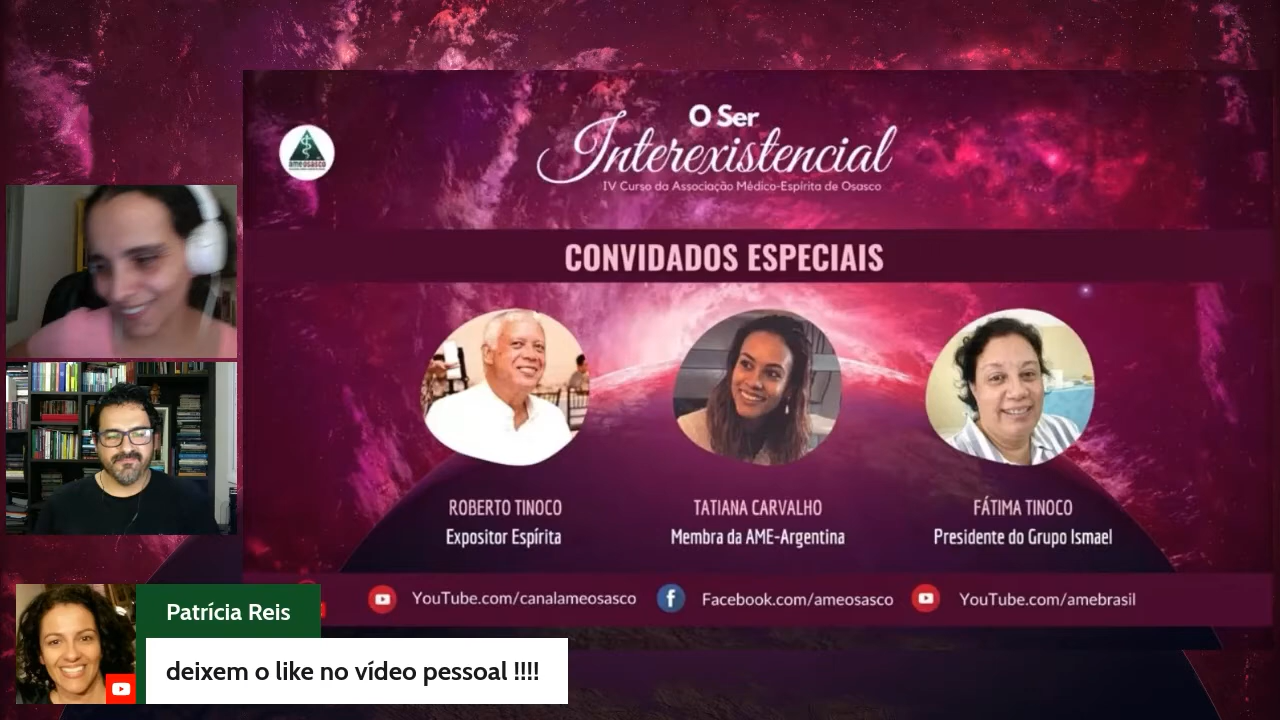 O Ser
Interexistencial
IV Curso da Associação Médico-Espírita de Osasco
ameosasco
CONVIDADOS ESPECIAIS
ROBERTO TINOCO
Expositor Espírita
TATIANA CARVALHO
Membra da AME-Argentina
FÁTIMA TINOCO
Presidente do Grupo Ismael
YouTube.com/canalameosasco
Facebook.com/ameosasco
YouTube.com/amebrasil
Patrícia Reis
deixem o like no vídeo pessoal !!!!